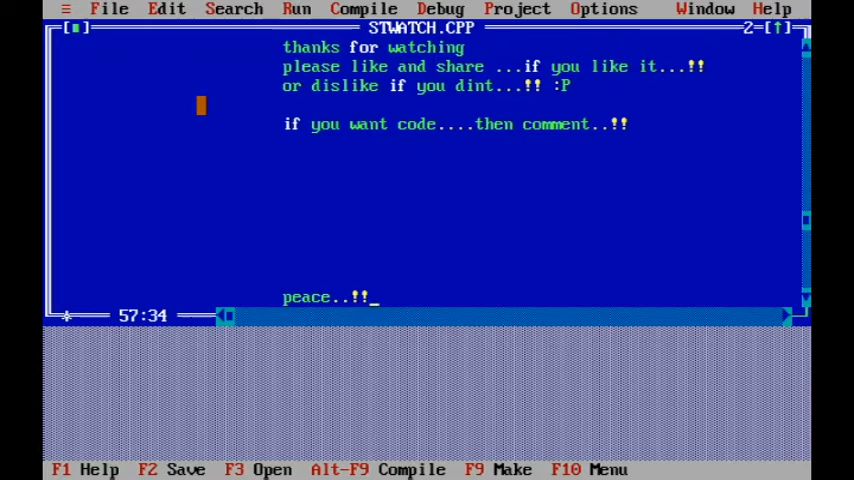 ≡ File Edit Search Run Compile Debug Project Options Window Help
[■] STWATCH.CPP 2=[↑]
thanks for watching
please like and share ...if you like it...!!
or dislike if you dint...!! :P
if you want code....then comment..!!
peace..!!_
* 57:34
F1 Help F2 Save F3 Open Alt-F9 Compile F9 Make F10 Menu